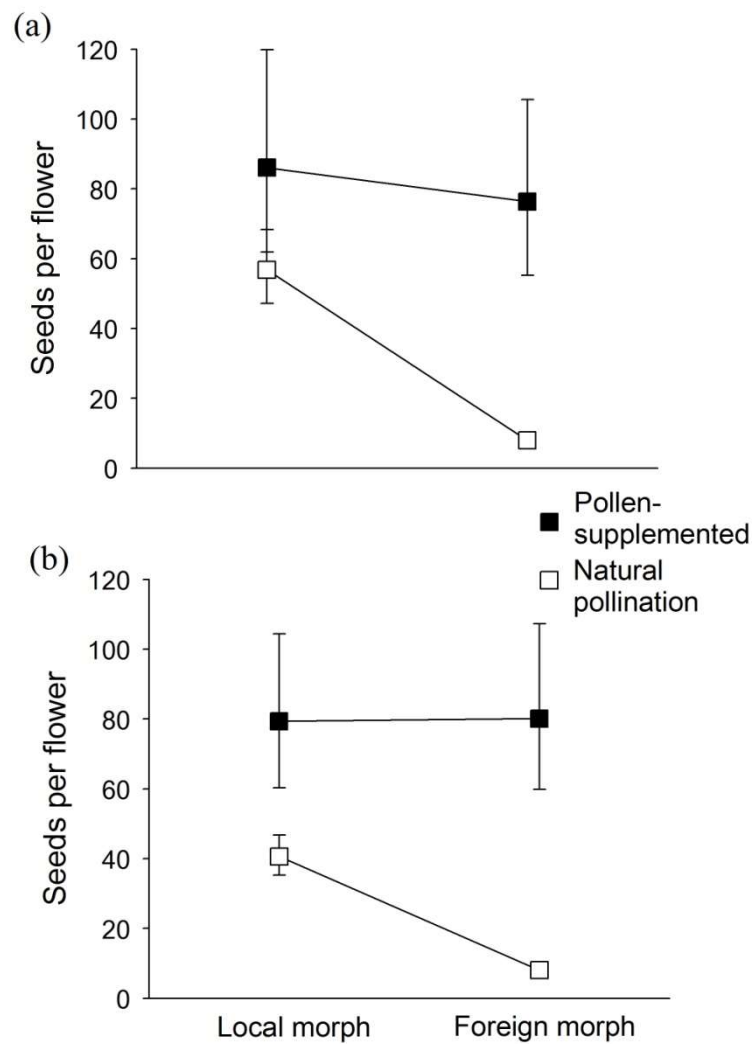 (a)
120
100
80
60
40
20
0
Seeds per flower
Pollen-
supplemented
Natural
pollination
(b)
120
100
80
60
40
20
0
Seeds per flower
Local morph Foreign morph